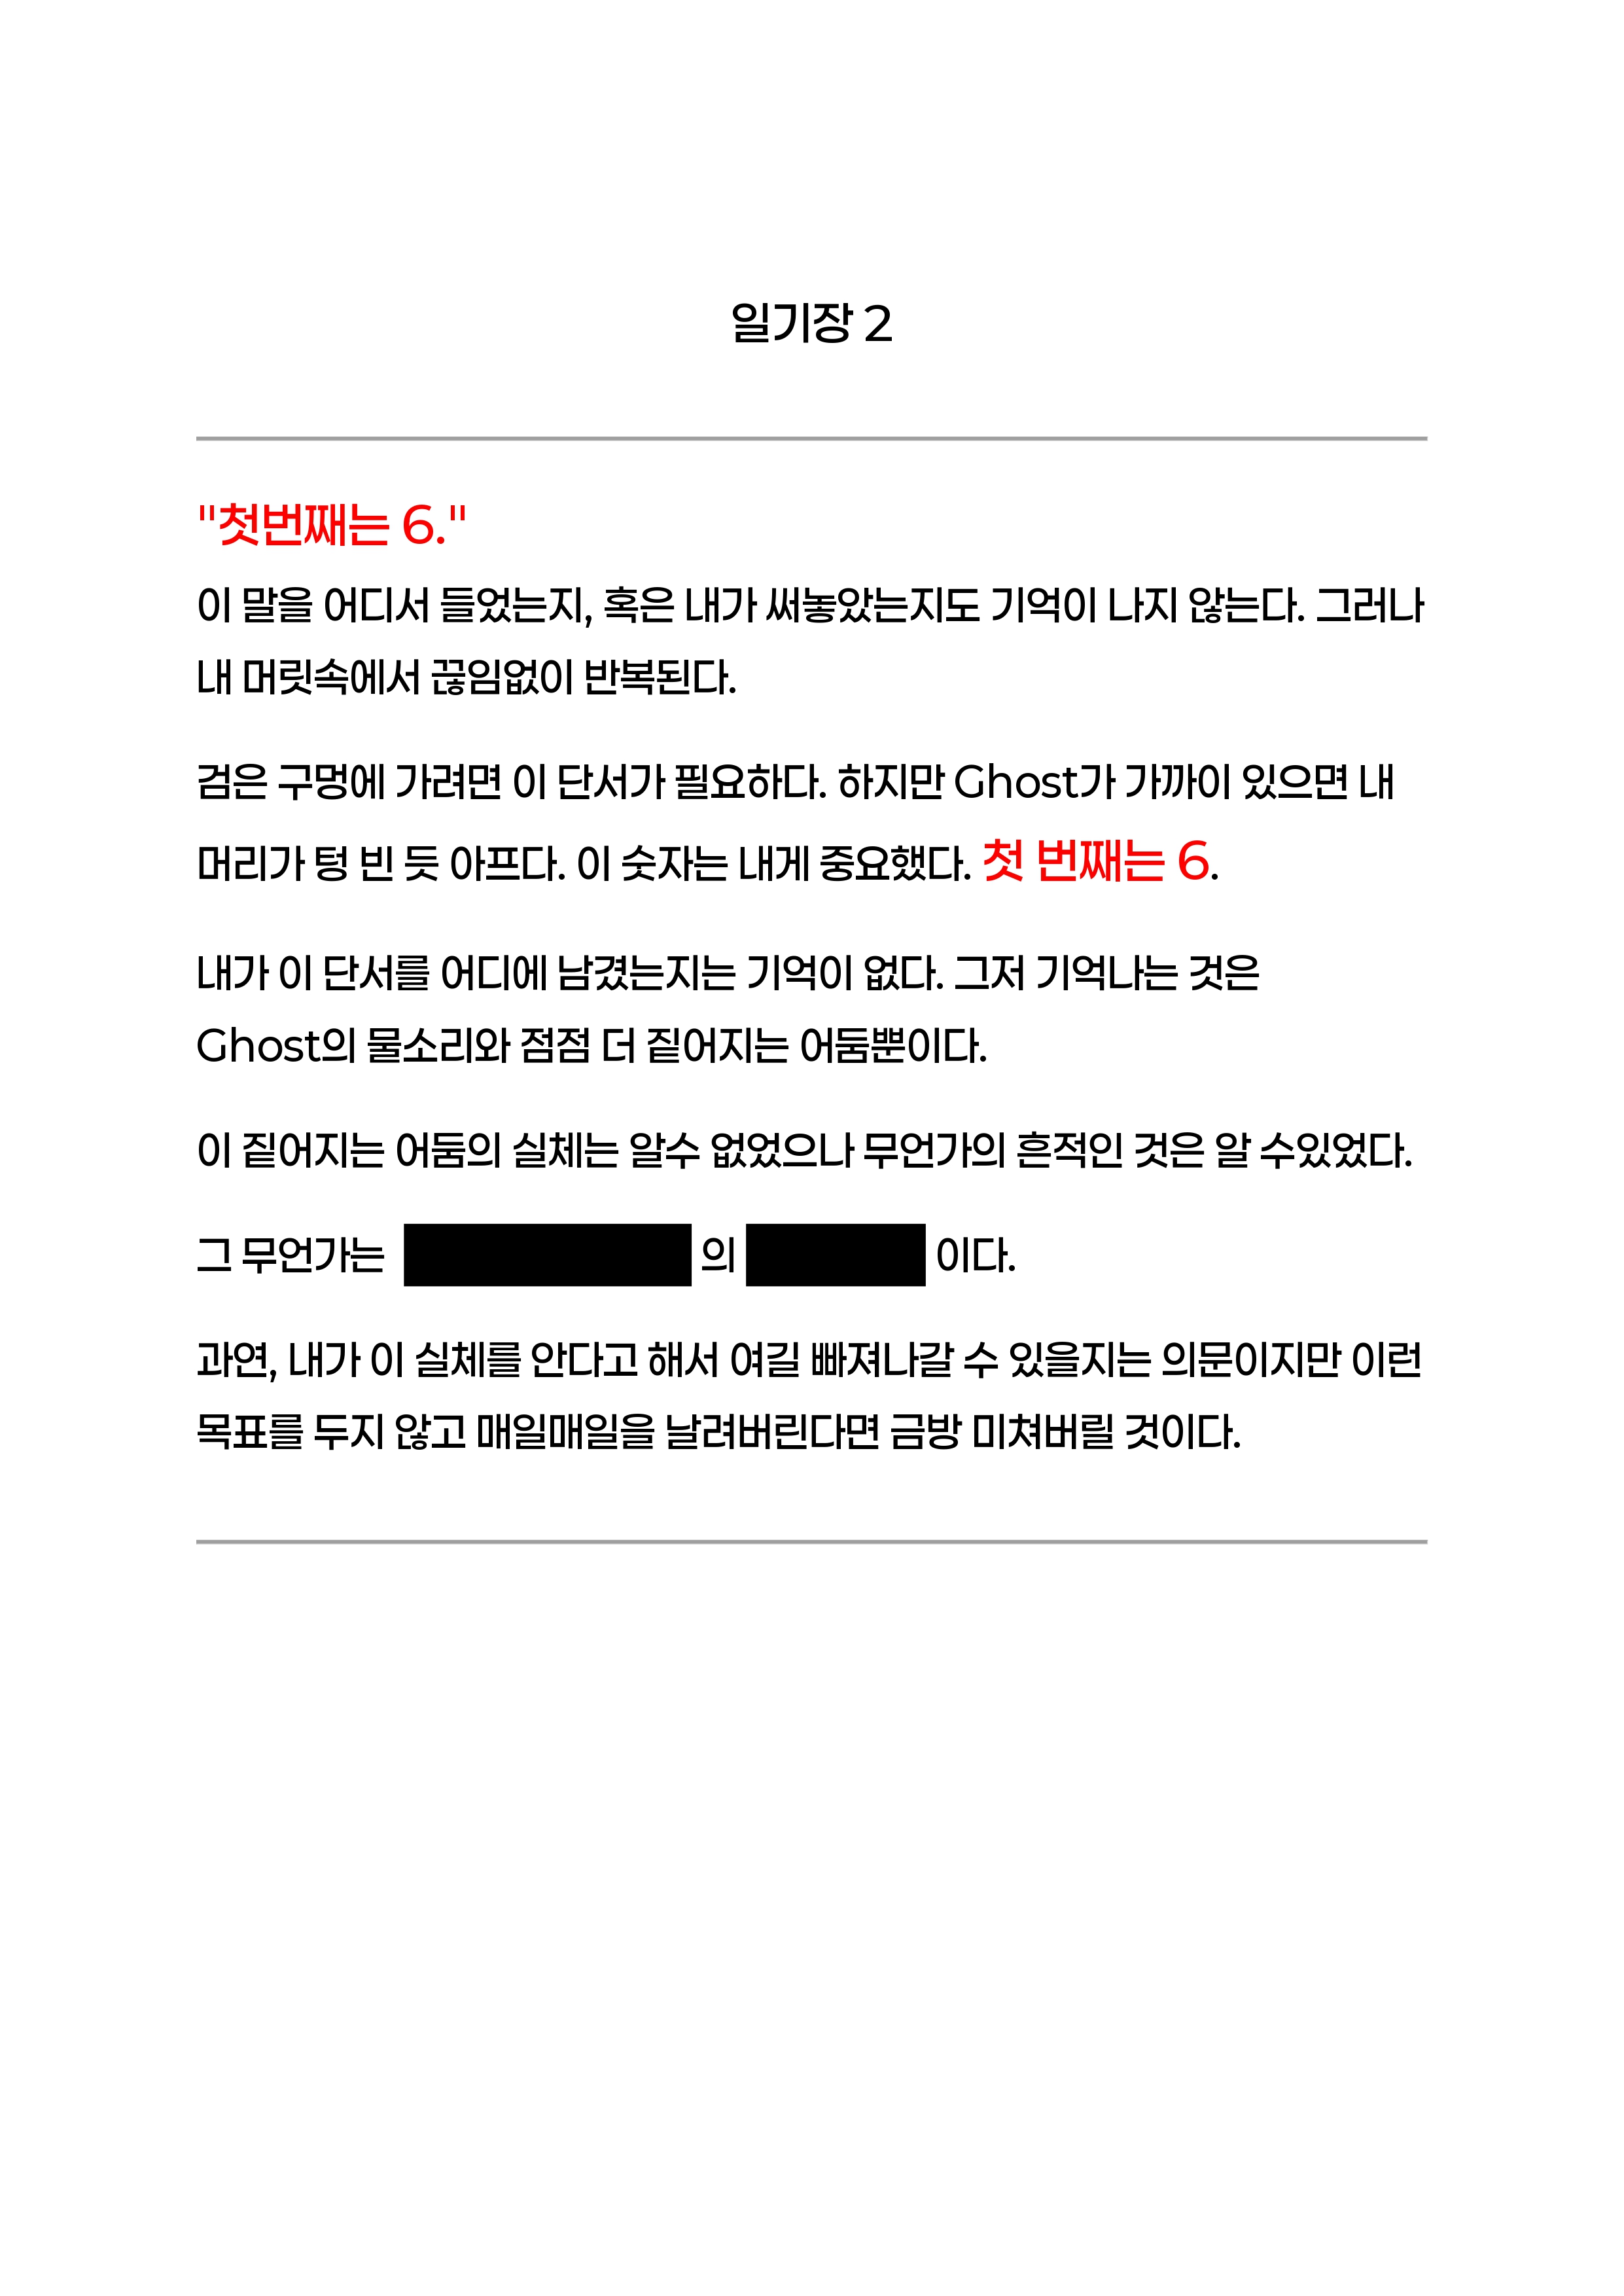 일기장 2
"첫번째는 6."
이 말을 어디서 들었는지, 혹은 내가 써놓았는지도 기억이 나지 않는다. 그러나
내 머릿속에서 끊임없이 반복된다.
검은 구멍에 가려면 이 단서가 필요하다. 하지만 Ghost가 가까이 있으면 내
머리가 텅 빈 듯 아프다. 이 숫자는 내게 중요했다. 첫 번째는 6.
내가 이 단서를 어디에 남겼는지는 기억이 없다. 그저 기억나는 것은
Ghost의 물소리와 점점 더 짙어지는 어둠뿐이다.
이 짙어지는 어둠의 실체는 알수 없었으나 무언가의 흔적인 것은 알 수있었다.
그 무언가는 의 이다.
과연, 내가 이 실체를 안다고 해서 여길 빠져나갈 수 있을지는 의문이지만 이런
목표를 두지 않고 매일매일을 날려버린다면 금방 미쳐버릴 것이다.